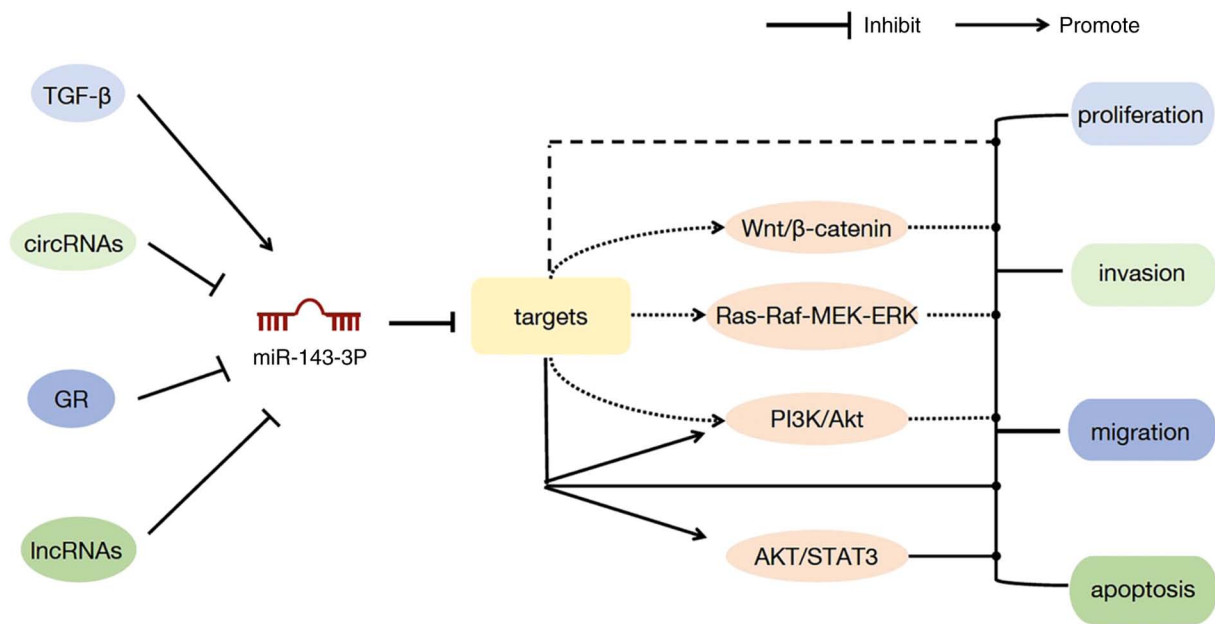 Inhibit
Promote
TGF-β
proliferation
circRNAs
Wnt/β-catenin
invasion
targets
Ras-Raf-MEK-ERK
miR-143-3P
GR
PI3K/Akt
migration
lncRNAs
AKT/STAT3
apoptosis